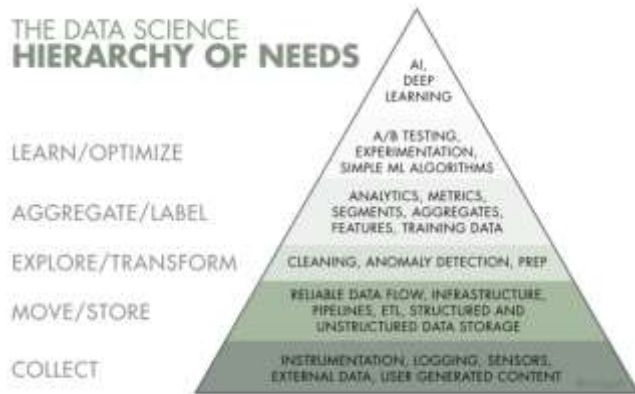 THE DATA SCIENCE
HIERARCHY OF NEEDS
AI,
DEEP
LEARNING
LEARN/OPTIMIZE
A/B TESTING,
EXPERIMENTATION,
SIMPLE ML ALGORITHMS
AGGREGATE/LABEL
ANALYTICS, METRICS,
SEGMENTS, AGGREGATES,
FEATURES, TRAINING DATA
EXPLORE/TRANSFORM
CLEANING, ANOMALY DETECTION, PREP
MOVE/STORE
RELIABLE DATA FLOW, INFRASTRUCTURE,
PIPELINES, ETL, STRUCTURED AND
UNSTRUCTURED DATA STORAGE
COLLECT
INSTRUMENTATION, LOGGING, SENSORS,
EXTERNAL DATA, USER GENERATED CONTENT